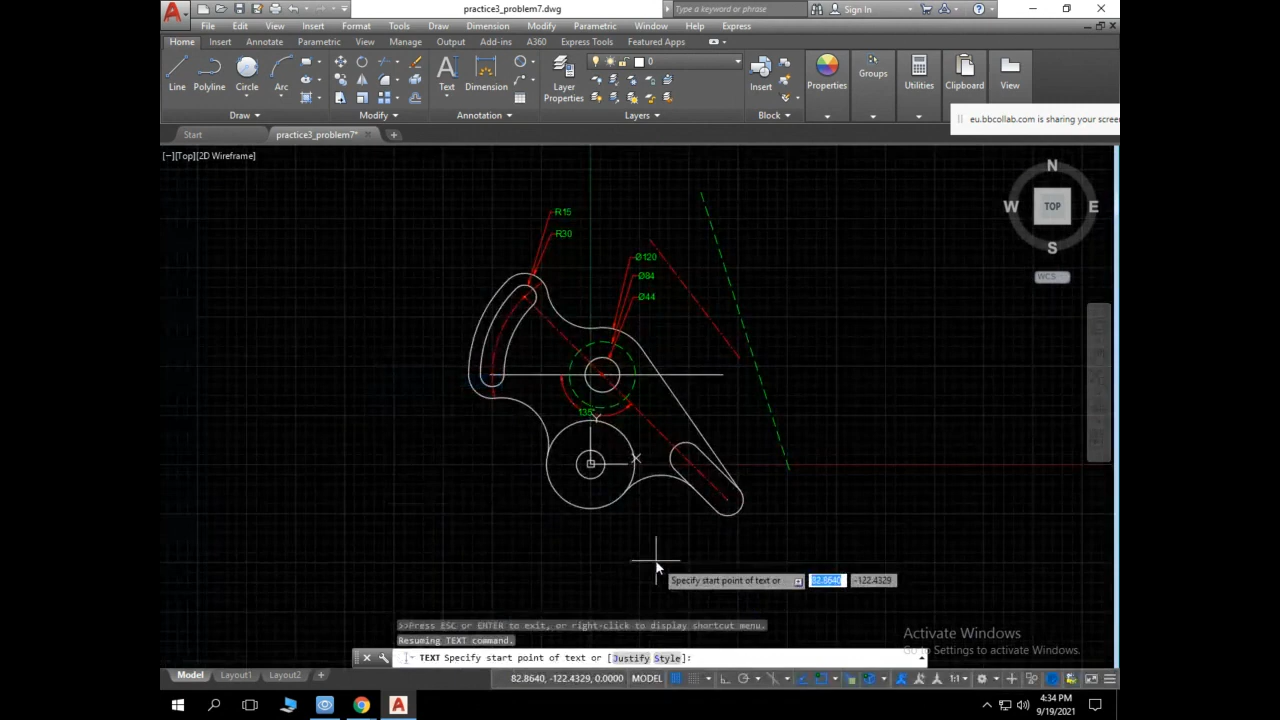 practice3_problem7.dwg
Type a keyword or phrase
Sign In
File Edit View Insert Format Tools Draw Dimension Modify Parametric Window Help Express
Home Insert Annotate Parametric View Manage Output Add-ins A360 Express Tools Featured Apps
0
Line Polyline Circle Arc Text Dimension Layer Properties Insert Properties Groups Utilities Clipboard View
Draw Modify Annotation Layers Block
eu.bbcollab.com is sharing your screen
Start practice3_problem7*
[−][Top][2D Wireframe]
N
W TOP E
S
WCS
R15
R30
Ø120
Ø84
Ø44
135°
Y
X
Specify start point of text or 82.8640 -122.4329
>>Press ESC or ENTER to exit, or right-click to display shortcut menu.
Resuming TEXT command.
TEXT Specify start point of text or [Justify Style]:
Activate Windows
Go to Settings to activate Windows.
Model Layout1 Layout2 +
82.8640, -122.4329, 0.0000 MODEL 1:1
4:34 PM
9/19/2021